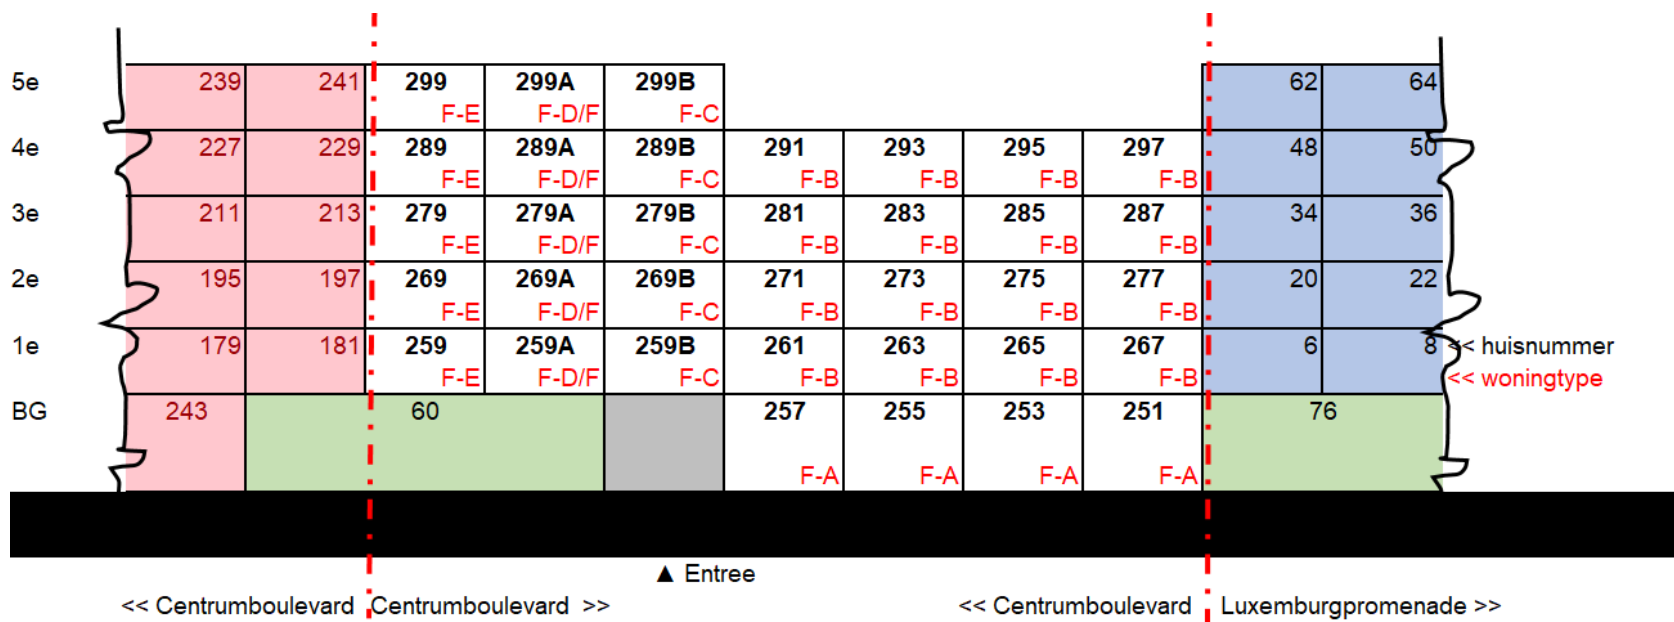 5e 239 241 299 299A 299B 62 64
F-E F-D/F F-C
4e 227 229 289 289A 289B 291 293 295 297 48 50
F-E F-D/F F-C F-B F-B F-B F-B
3e 211 213 279 279A 279B 281 283 285 287 34 36
F-E F-D/F F-C F-B F-B F-B F-B
2e 195 197 269 269A 269B 271 273 275 277 20 22
F-E F-D/F F-C F-B F-B F-B F-B
1e 179 181 259 259A 259B 261 263 265 267 6 8 << huisnummer
F-E F-D/F F-C F-B F-B F-B F-B << woningtype
BG 243 60 257 255 253 251 76
F-A F-A F-A F-A
▲ Entree
<< Centrumboulevard Centrumboulevard >> << Centrumboulevard Luxemburgpromenade >>